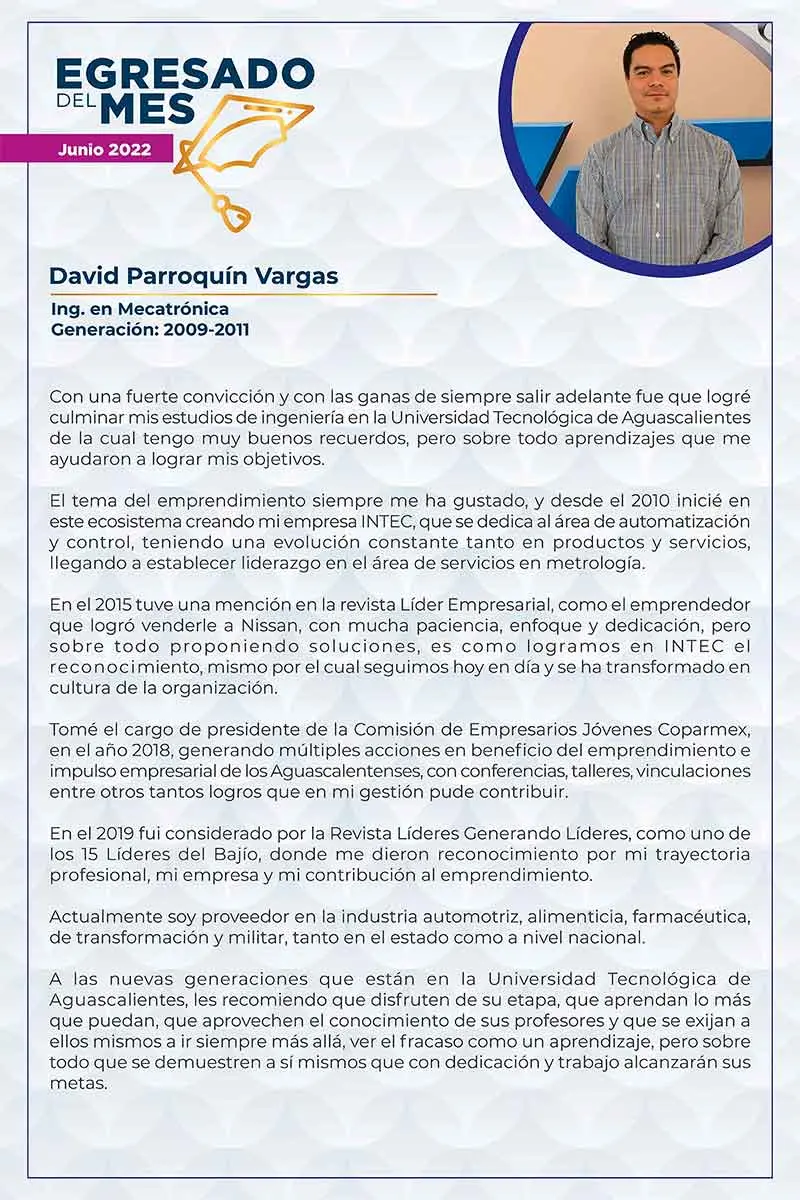 EGRESADO
DEL MES
Junio 2022
David Parroquín Vargas
Ing. en Mecatrónica
Generación: 2009-2011
Con una fuerte convicción y con las ganas de siempre salir adelante fue que logré
culminar mis estudios de ingeniería en la Universidad Tecnológica de Aguascalientes
de la cual tengo muy buenos recuerdos, pero sobre todo aprendizajes que me
ayudaron a lograr mis objetivos.
El tema del emprendimiento siempre me ha gustado, y desde el 2010 inicié en
este ecosistema creando mi empresa INTEC, que se dedica al área de automatización
y control, teniendo una evolución constante tanto en productos y servicios,
llegando a establecer liderazgo en el área de servicios en metrología.
En el 2015 tuve una mención en la revista Líder Empresarial, como el emprendedor
que logró venderle a Nissan, con mucha paciencia, enfoque y dedicación, pero
sobre todo proponiendo soluciones, es como logramos en INTEC el
reconocimiento, mismo por el cual seguimos hoy en día y se ha transformado en
cultura de la organización.
Tomé el cargo de presidente de la Comisión de Empresarios Jóvenes Coparmex,
en el año 2018, generando múltiples acciones en beneficio del emprendimiento e
impulso empresarial de los Aguascalentenses, con conferencias, talleres, vinculaciones
entre otros tantos logros que en mi gestión pude contribuir.
En el 2019 fui considerado por la Revista Líderes Generando Líderes, como uno de
los 15 Líderes del Bajío, donde me dieron reconocimiento por mi trayectoria
profesional, mi empresa y mi contribución al emprendimiento.
Actualmente soy proveedor en la industria automotriz, alimenticia, farmacéutica,
de transformación y militar, tanto en el estado como a nivel nacional.
A las nuevas generaciones que están en la Universidad Tecnológica de
Aguascalientes, les recomiendo que disfruten de su etapa, que aprendan lo más
que puedan, que aprovechen el conocimiento de sus profesores y que se exijan a
ellos mismos a ir siempre más allá, ver el fracaso como un aprendizaje, pero sobre
todo que se demuestren a sí mismos que con dedicación y trabajo alcanzarán sus
metas.